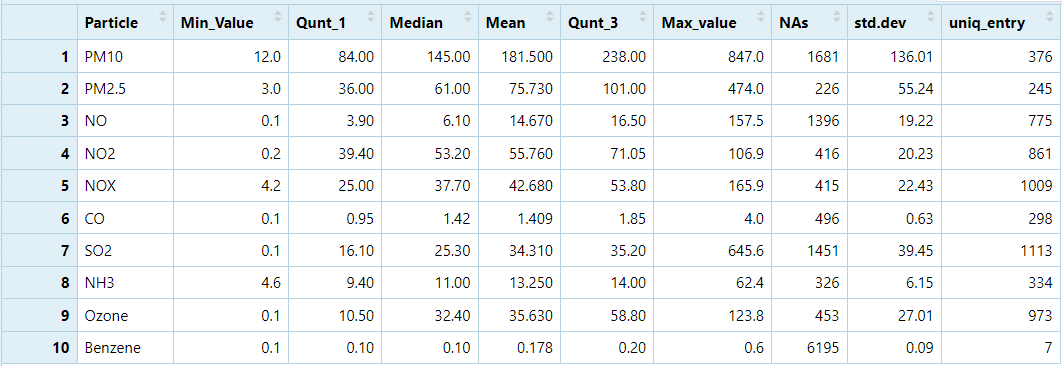 Particle Min_Value Qunt_1 Median Mean Qunt_3 Max_value NAs std.dev uniq_entry
1 PM10 12.0 84.00 145.00 181.500 238.00 847.0 1681 136.01 376
2 PM2.5 3.0 36.00 61.00 75.730 101.00 474.0 226 55.24 245
3 NO 0.1 3.90 6.10 14.670 16.50 157.5 1396 19.22 775
4 NO2 0.2 39.40 53.20 55.760 71.05 106.9 416 20.23 861
5 NOX 4.2 25.00 37.70 42.680 53.80 165.9 415 22.43 1009
6 CO 0.1 0.95 1.42 1.409 1.85 4.0 496 0.63 298
7 SO2 0.1 16.10 25.30 34.310 35.20 645.6 1451 39.45 1113
8 NH3 4.6 9.40 11.00 13.250 14.00 62.4 326 6.15 334
9 Ozone 0.1 10.50 32.40 35.630 58.80 123.8 453 27.01 973
10 Benzene 0.1 0.10 0.10 0.178 0.20 0.6 6195 0.09 7